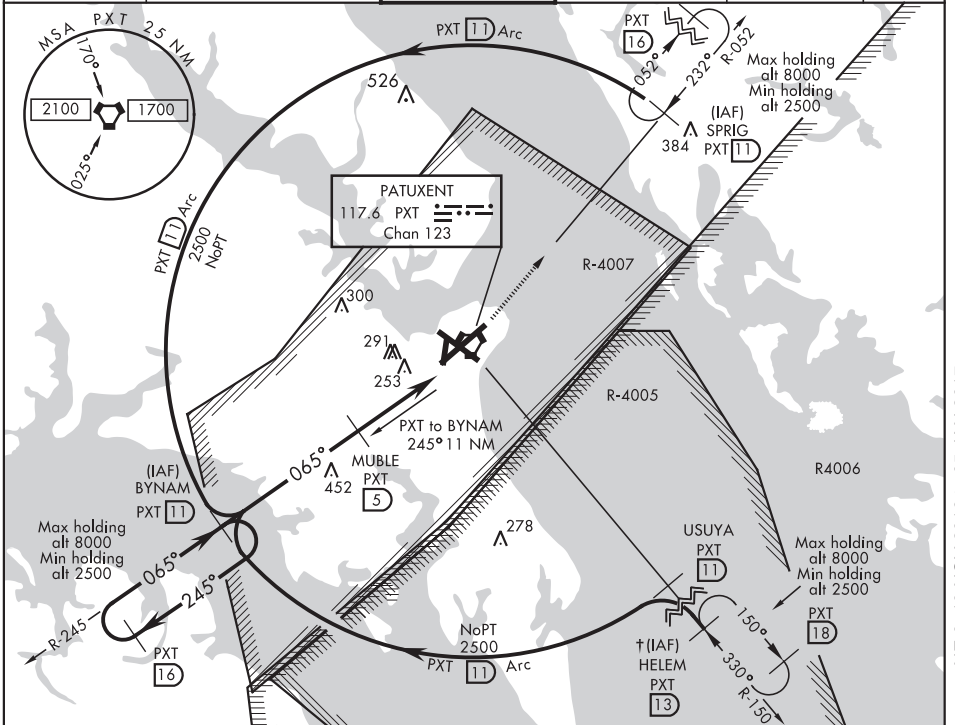 MSA PXT 25 NM
170°
2100
1700
025°
PXT 11 Arc
526
PXT
16
052°
232°
R-052
Max holding
alt 8000
Min holding
alt 2500
(IAF)
SPRIG
PXT 11
384
PATUXENT
117.6 PXT
Chan 123
PXT 11 Arc
2500
NoPT
R-4007
300
291
253
R-4005
PXT to BYNAM
245° 11 NM
065°
MUBLE
PXT
5
452
R4006
(IAF)
BYNAM
PXT 11
Max holding
alt 8000
Min holding
alt 2500
065°
245°
R-245
PXT
16
278
USUYA
PXT
11
Max holding
alt 8000
Min holding
alt 2500
PXT
18
150°
330°
R-150
†(IAF)
HELEM
PXT
13
NoPT
2500
PXT 11 Arc